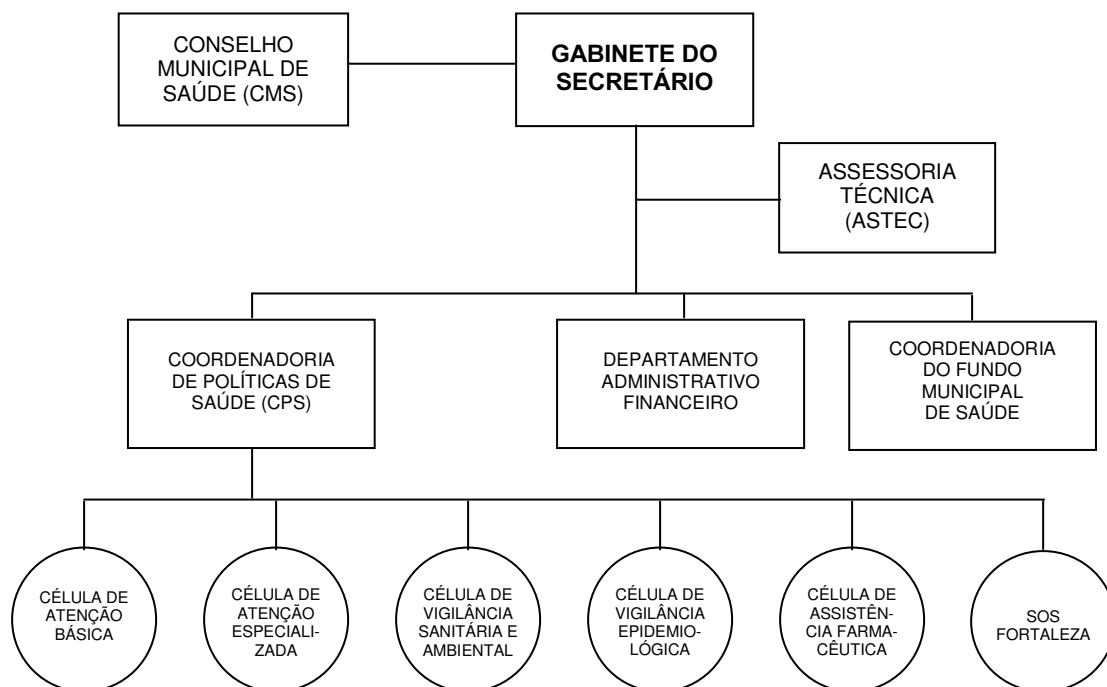 CONSELHO
MUNICIPAL DE
SAÚDE (CMS)
GABINETE DO
SECRETÁRIO
ASSESSORIA
TÉCNICA
(ASTEC)
COORDENADORIA
DE POLÍTICAS DE
SAÚDE (CPS)
DEPARTAMENTO
ADMINISTRATIVO
FINANCEIRO
COORDENADORIA
DO FUNDO
MUNICIPAL
DE SAÚDE
CÉLULA DE
ATENÇÃO
BÁSICA
CÉLULA DE
ATENÇÃO
ESPECIALI-
ZADA
CÉLULA DE
VIGILÂNCIA
SANITÁRIA E
AMBIENTAL
CÉLULA DE
VIGILÂNCIA
EPIDEMIO-
LÓGICA
CÉLULA DE
ASSISTÊN-
CIA FARMA-
CÊUTICA
SOS
FORTALEZA